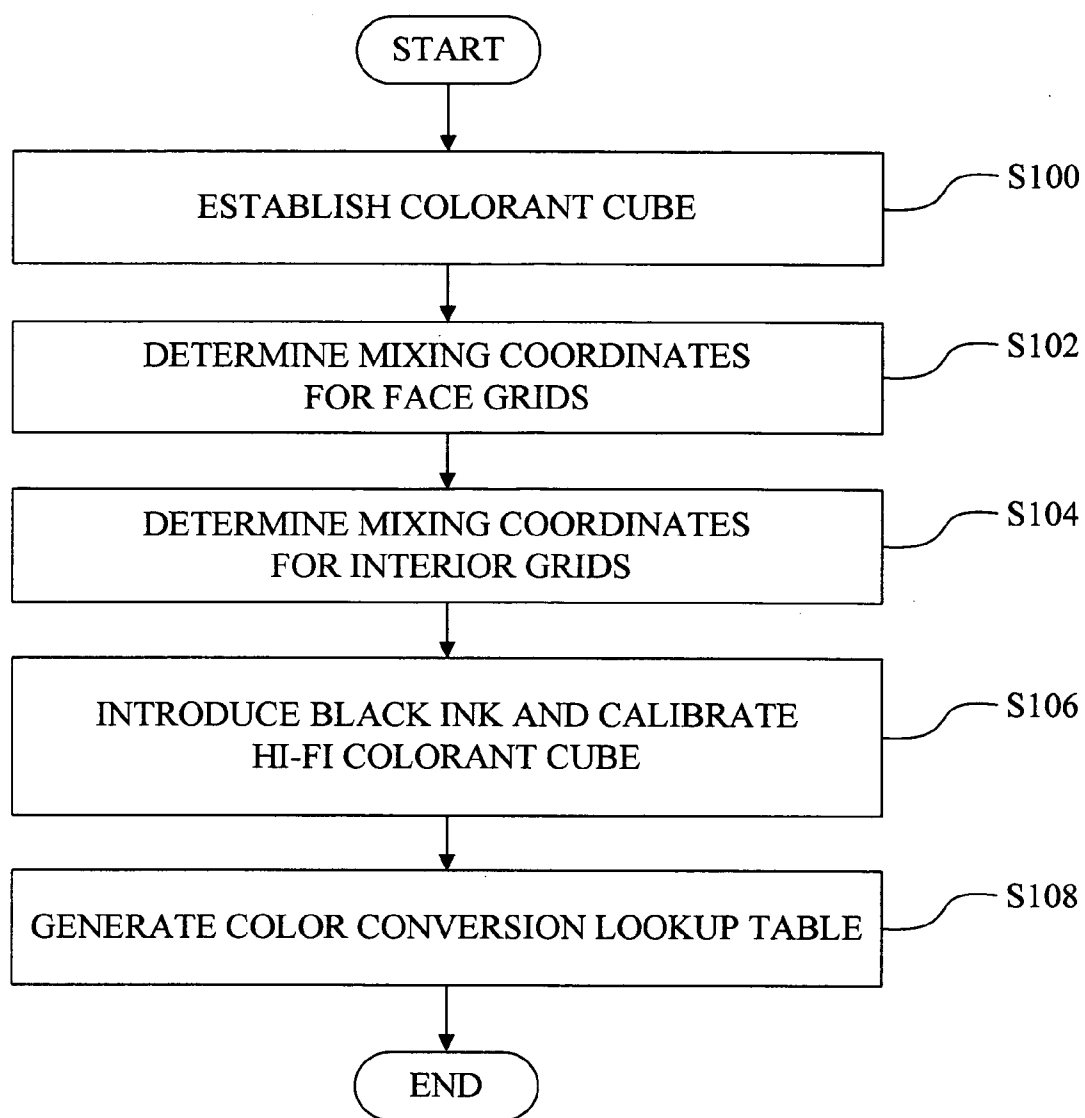 START
ESTABLISH COLORANT CUBE
S100
DETERMINE MIXING COORDINATES
FOR FACE GRIDS
S102
DETERMINE MIXING COORDINATES
FOR INTERIOR GRIDS
S104
INTRODUCE BLACK INK AND CALIBRATE
HI-FI COLORANT CUBE
S106
GENERATE COLOR CONVERSION LOOKUP TABLE
S108
END